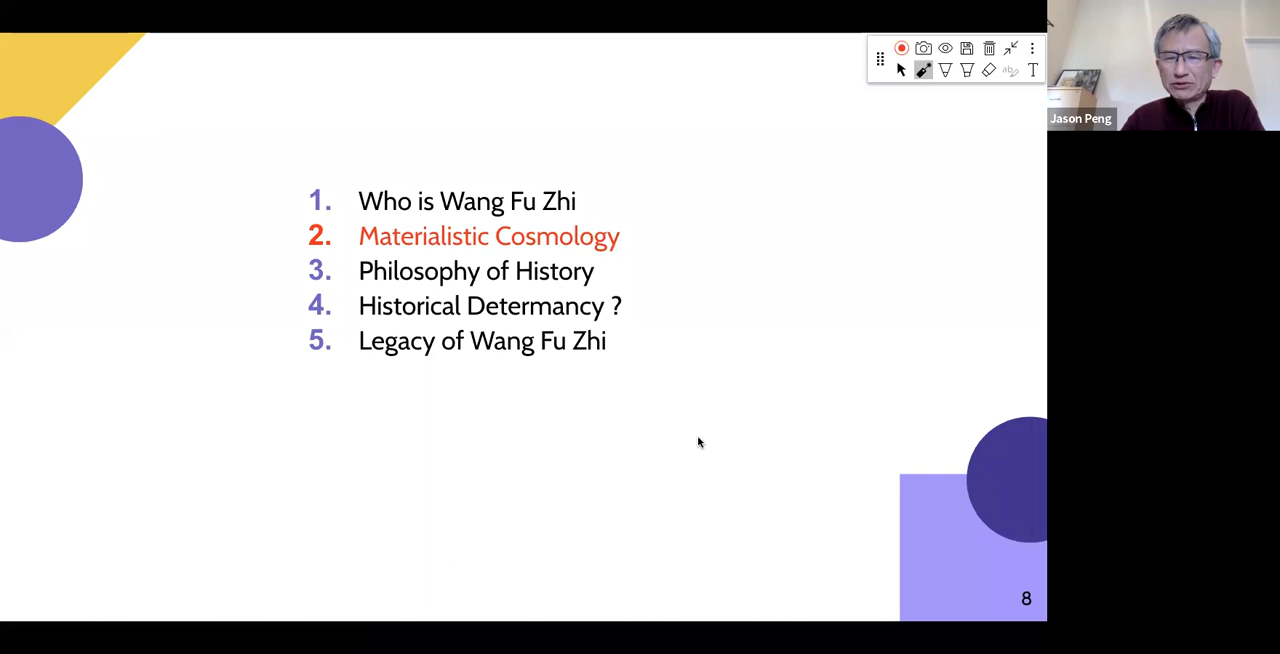 Jason Peng
1. Who is Wang Fu Zhi
2. Materialistic Cosmology
3. Philosophy of History
4. Historical Determancy ?
5. Legacy of Wang Fu Zhi
ab
T
8